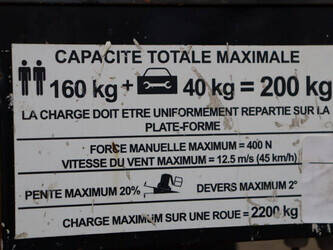 CAPACITE TOTALE MAXIMALE
160 kg + 40 kg = 200 kg
LA CHARGE DOIT ETRE UNIFORMEMENT REPARTIE SUR LA
PLATE-FORME
FORCE MANUELLE MAXIMUM = 400 N
VITESSE DU VENT MAXIMUM = 12.5 m/s (45 km/h)
PENTE MAXIMUM 20% DEVERS MAXIMUM 2°
CHARGE MAXIMUM SUR UNE ROUE = 2200 kg